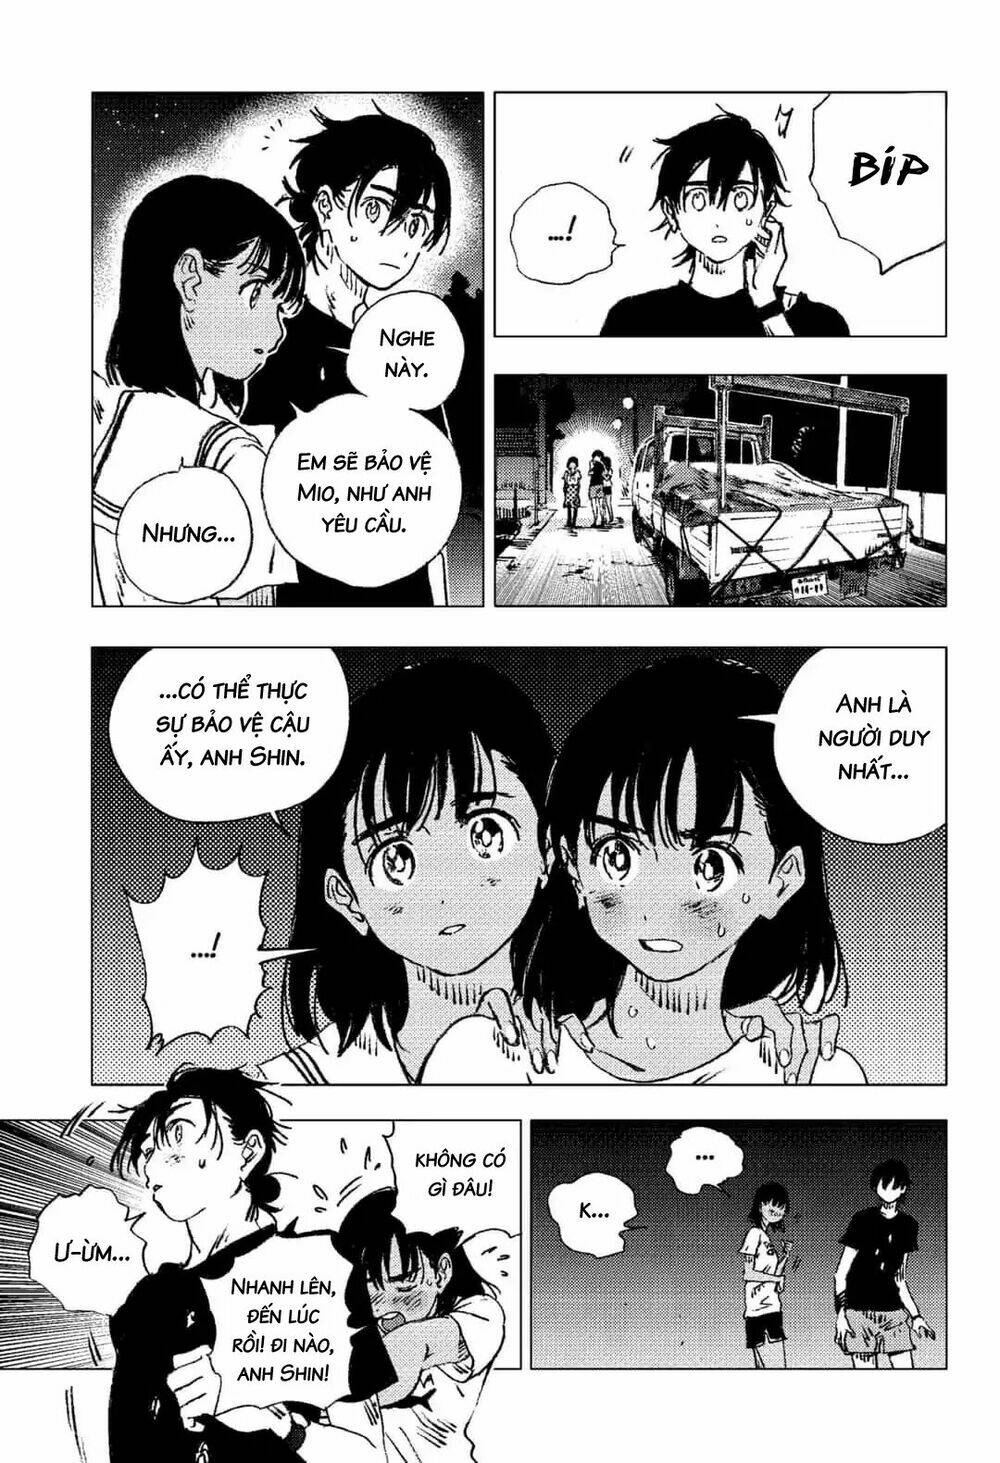 BÍP
...!
NGHE
NÀY.
EM SẼ BẢO VỆ
MIO, NHƯ ANH
YÊU CẦU.
NHƯNG...
ANH LÀ
NGƯỜI DUY
NHẤT...
...CÓ THỂ THỰC
SỰ BẢO VỆ CẬU
ẤY, ANH SHIN.
...!
...
K...
KHÔNG CÓ
GÌ ĐÂU!
NHANH LÊN,
ĐẾN LÚC
RỒI! ĐI NÀO,
ANH SHIN!
Ư-ỪM...